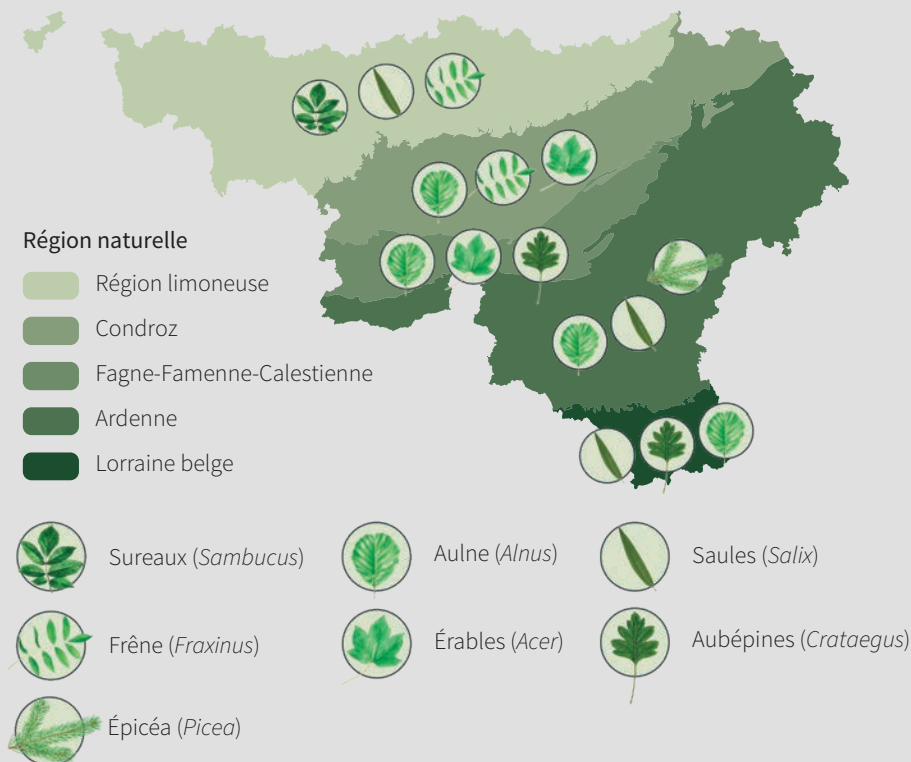 Région naturelle
Région limoneuse
Condroz
Fagne-Famenne-Calestienne
Ardenne
Lorraine belge
Sureaux (Sambucus)
Aulne (Alnus)
Saules (Salix)
Frêne (Fraxinus)
Érables (Acer)
Aubépines (Crataegus)
Épicéa (Picea)